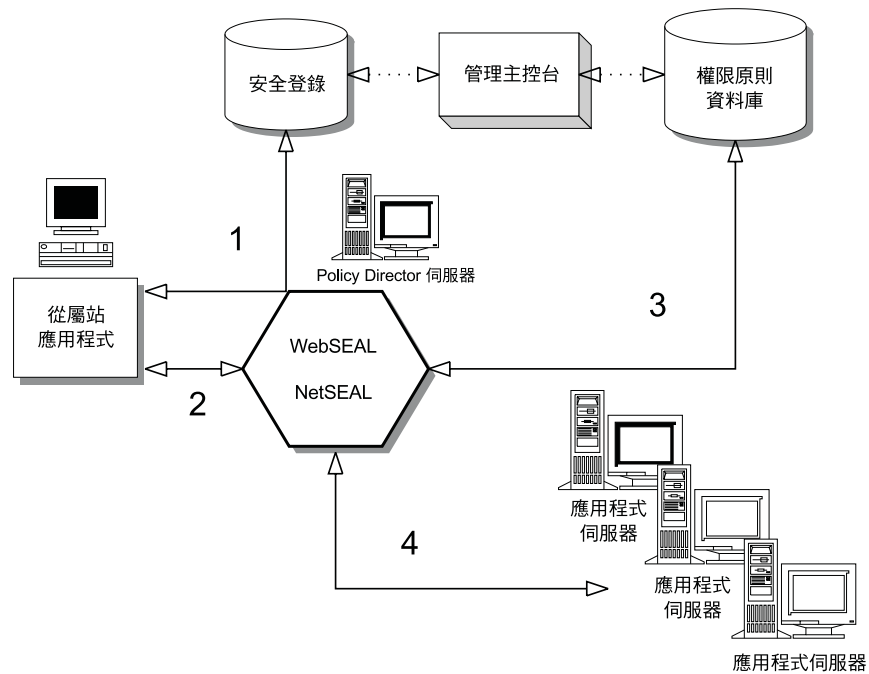 安全登錄
管理主控台
權限原則
資料庫
1
Policy Director 伺服器
從屬站
應用程式
3
WebSEAL
NetSEAL
2
應用程式
伺服器
4
應用程式
伺服器
應用程式伺服器